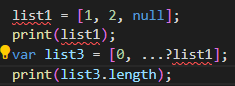 list1 = [1, 2, null];
print(list1);
var list3 = [0, ...?list1];
print(list3.length);